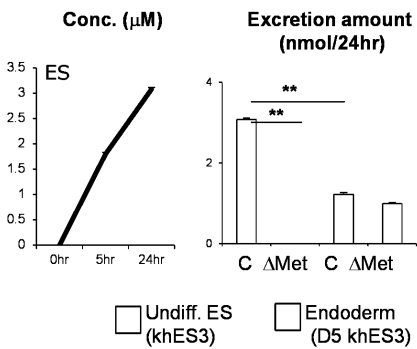 Conc. (μM)
3.5
3
2.5
2
1.5
1
0.5
0
ES
0hr 5hr 24hr
Excretion amount
(nmol/24hr)
4
2
0
**
**
C ΔMet C ΔMet
Undiff. ES
(khES3)
Endoderm
(D5 khES3)